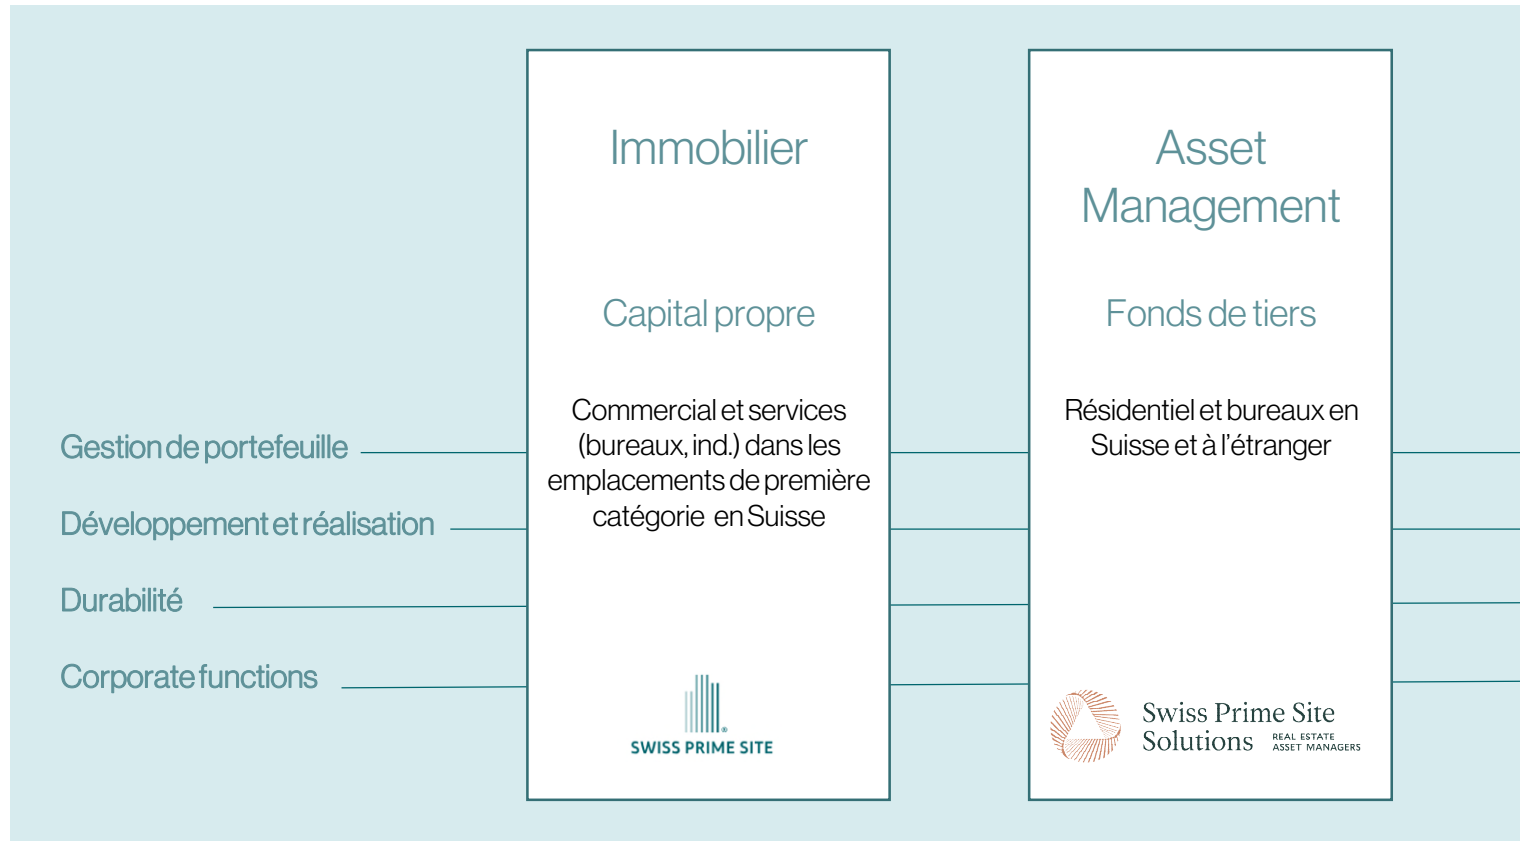 Immobilier
Capital propre
Commercial et services
(bureaux, ind.) dans les
emplacements de première
catégorie en Suisse
SWISS PRIME SITE
Asset
Management
Fonds de tiers
Résidentiel et bureaux en
Suisse et à l’étranger
Swiss Prime Site
Solutions
REAL ESTATE
ASSET MANAGERS
Gestion de portefeuille
Développement et réalisation
Durabilité
Corporate functions